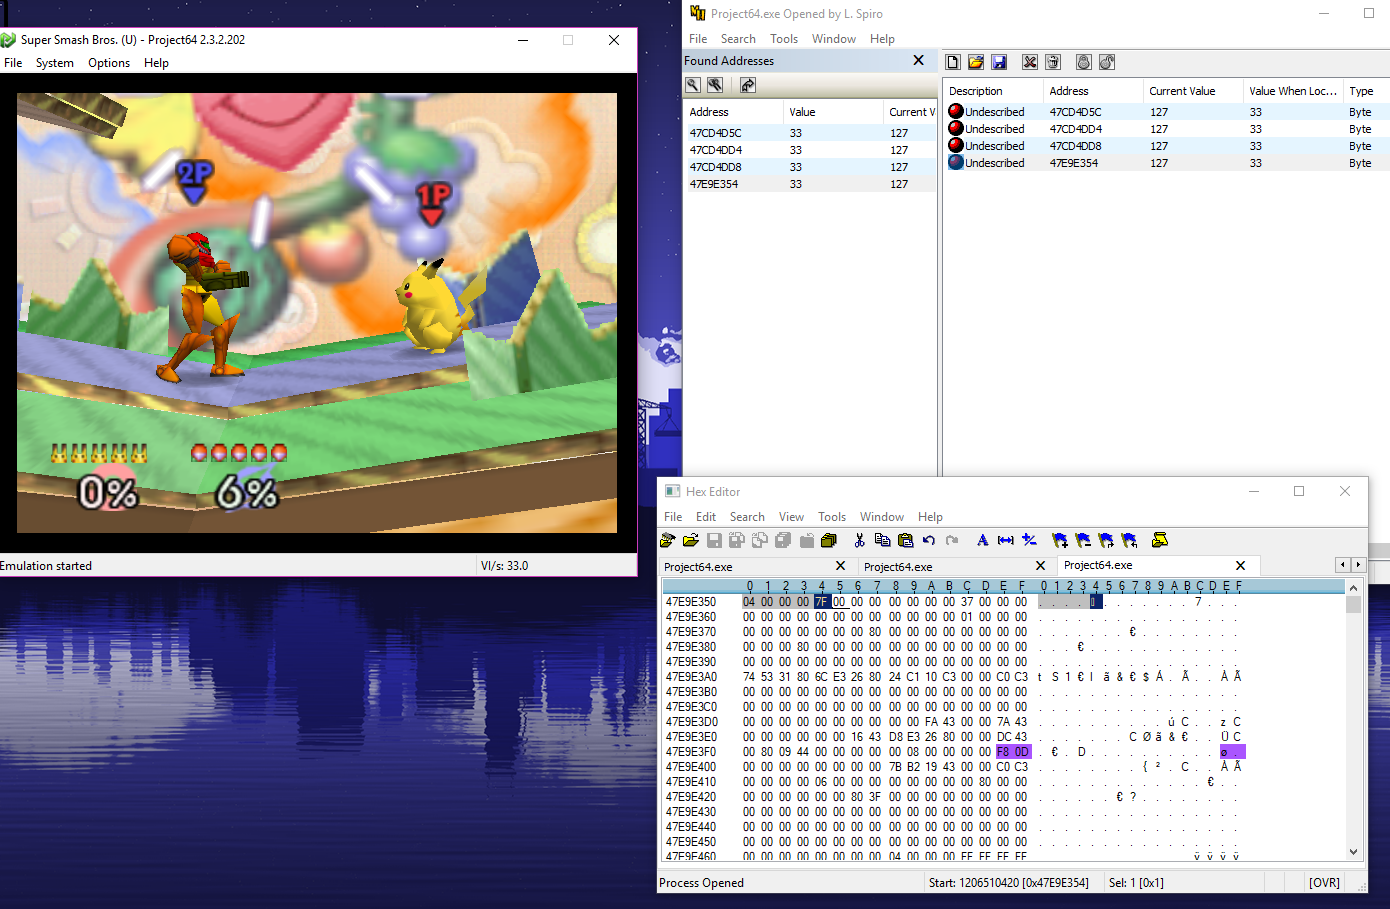 Super Smash Bros. (U) - Project64 2.3.2.202
File System Options Help
2P
1P
0% 6%
Emulation started VI/s: 33.0
Project64.exe Opened by L. Spiro
File Search Tools Window Help
Found Addresses
Address Value Current V
47CD4D5C 33 127
47CD4DD4 33 127
47CD4DD8 33 127
47E9E354 33 127
Description Address Current Value Value When Loc... Type
Undescribed 47CD4D5C 127 33 Byte
Undescribed 47CD4DD4 127 33 Byte
Undescribed 47CD4DD8 127 33 Byte
Undescribed 47E9E354 127 33 Byte
Hex Editor
File Edit Search View Tools Window Help
Project64.exe Project64.exe Project64.exe
0 1 2 3 4 5 6 7 8 9 A B C D E F 0 1 2 3 4 5 6 7 8 9 A B C D E F
47E9E350 04 00 00 00 7F 00 00 00 00 00 00 00 37 00 00 00 . . . . . . . . . . . 7 . . .
47E9E360 00 00 00 00 00 00 00 00 00 00 00 00 01 00 00 00 . . . . . . . . . . . . . . . .
47E9E370 00 00 00 00 00 00 00 80 00 00 00 00 00 00 00 00 . . . . . . . € . . . . . . . .
47E9E380 00 00 00 80 00 00 00 00 00 00 00 00 00 00 00 00 . . . € . . . . . . . . . . . .
47E9E390 00 00 00 00 00 00 00 00 00 00 00 00 00 00 00 00 . . . . . . . . . . . . . . . .
47E9E3A0 74 53 31 80 6C E3 26 80 24 C1 10 C3 00 00 C0 C3 t S 1 € l ã & € $ Á . Ã . . À Ã
47E9E3B0 00 00 00 00 00 00 00 00 00 00 00 00 00 00 00 00 . . . . . . . . . . . . . . . .
47E9E3C0 00 00 00 00 00 00 00 00 00 00 00 00 00 00 00 00 . . . . . . . . . . . . . . . .
47E9E3D0 00 00 00 00 00 00 00 00 00 00 FA 43 00 00 7A 43 . . . . . . . . . . ú C . . z C
47E9E3E0 00 00 00 00 00 00 16 43 D8 E3 26 80 00 00 DC 43 . . . . . . . C Ø ã & € . . Ü C
47E9E3F0 00 80 09 44 00 00 00 00 00 08 00 00 00 00 F8 0D . € . D . . . . . . . . . . ø .
47E9E400 00 00 00 00 00 00 00 00 7B B2 19 43 00 00 C0 C3 . . . . . . . . { ² . C . . À Ã
47E9E410 00 00 00 00 06 00 00 00 00 00 00 00 00 80 00 00 . . . . . . . . . . . . . € . .
47E9E420 00 00 00 00 00 00 80 3F 00 00 00 00 00 00 00 00 . . . . . . € ? . . . . . . . .
47E9E430 00 00 00 00 00 00 00 00 00 00 00 00 00 00 00 00 . . . . . . . . . . . . . . . .
47E9E440 00 00 00 00 00 00 00 00 00 00 00 00 00 00 00 00 . . . . . . . . . . . . . . . .
47E9E450 00 00 00 00 00 00 00 00 00 00 00 00 00 00 00 00 . . . . . . . . . . . . . . . .
47E9E460 00 00 00 00 00 00 00 00 04 00 00 00 FF FF FF FF . . . . . . . . . . . . ÿ ÿ ÿ ÿ
Process Opened Start: 1206510420 [0x47E9E354] Sel: 1 [0x1] [OVR]